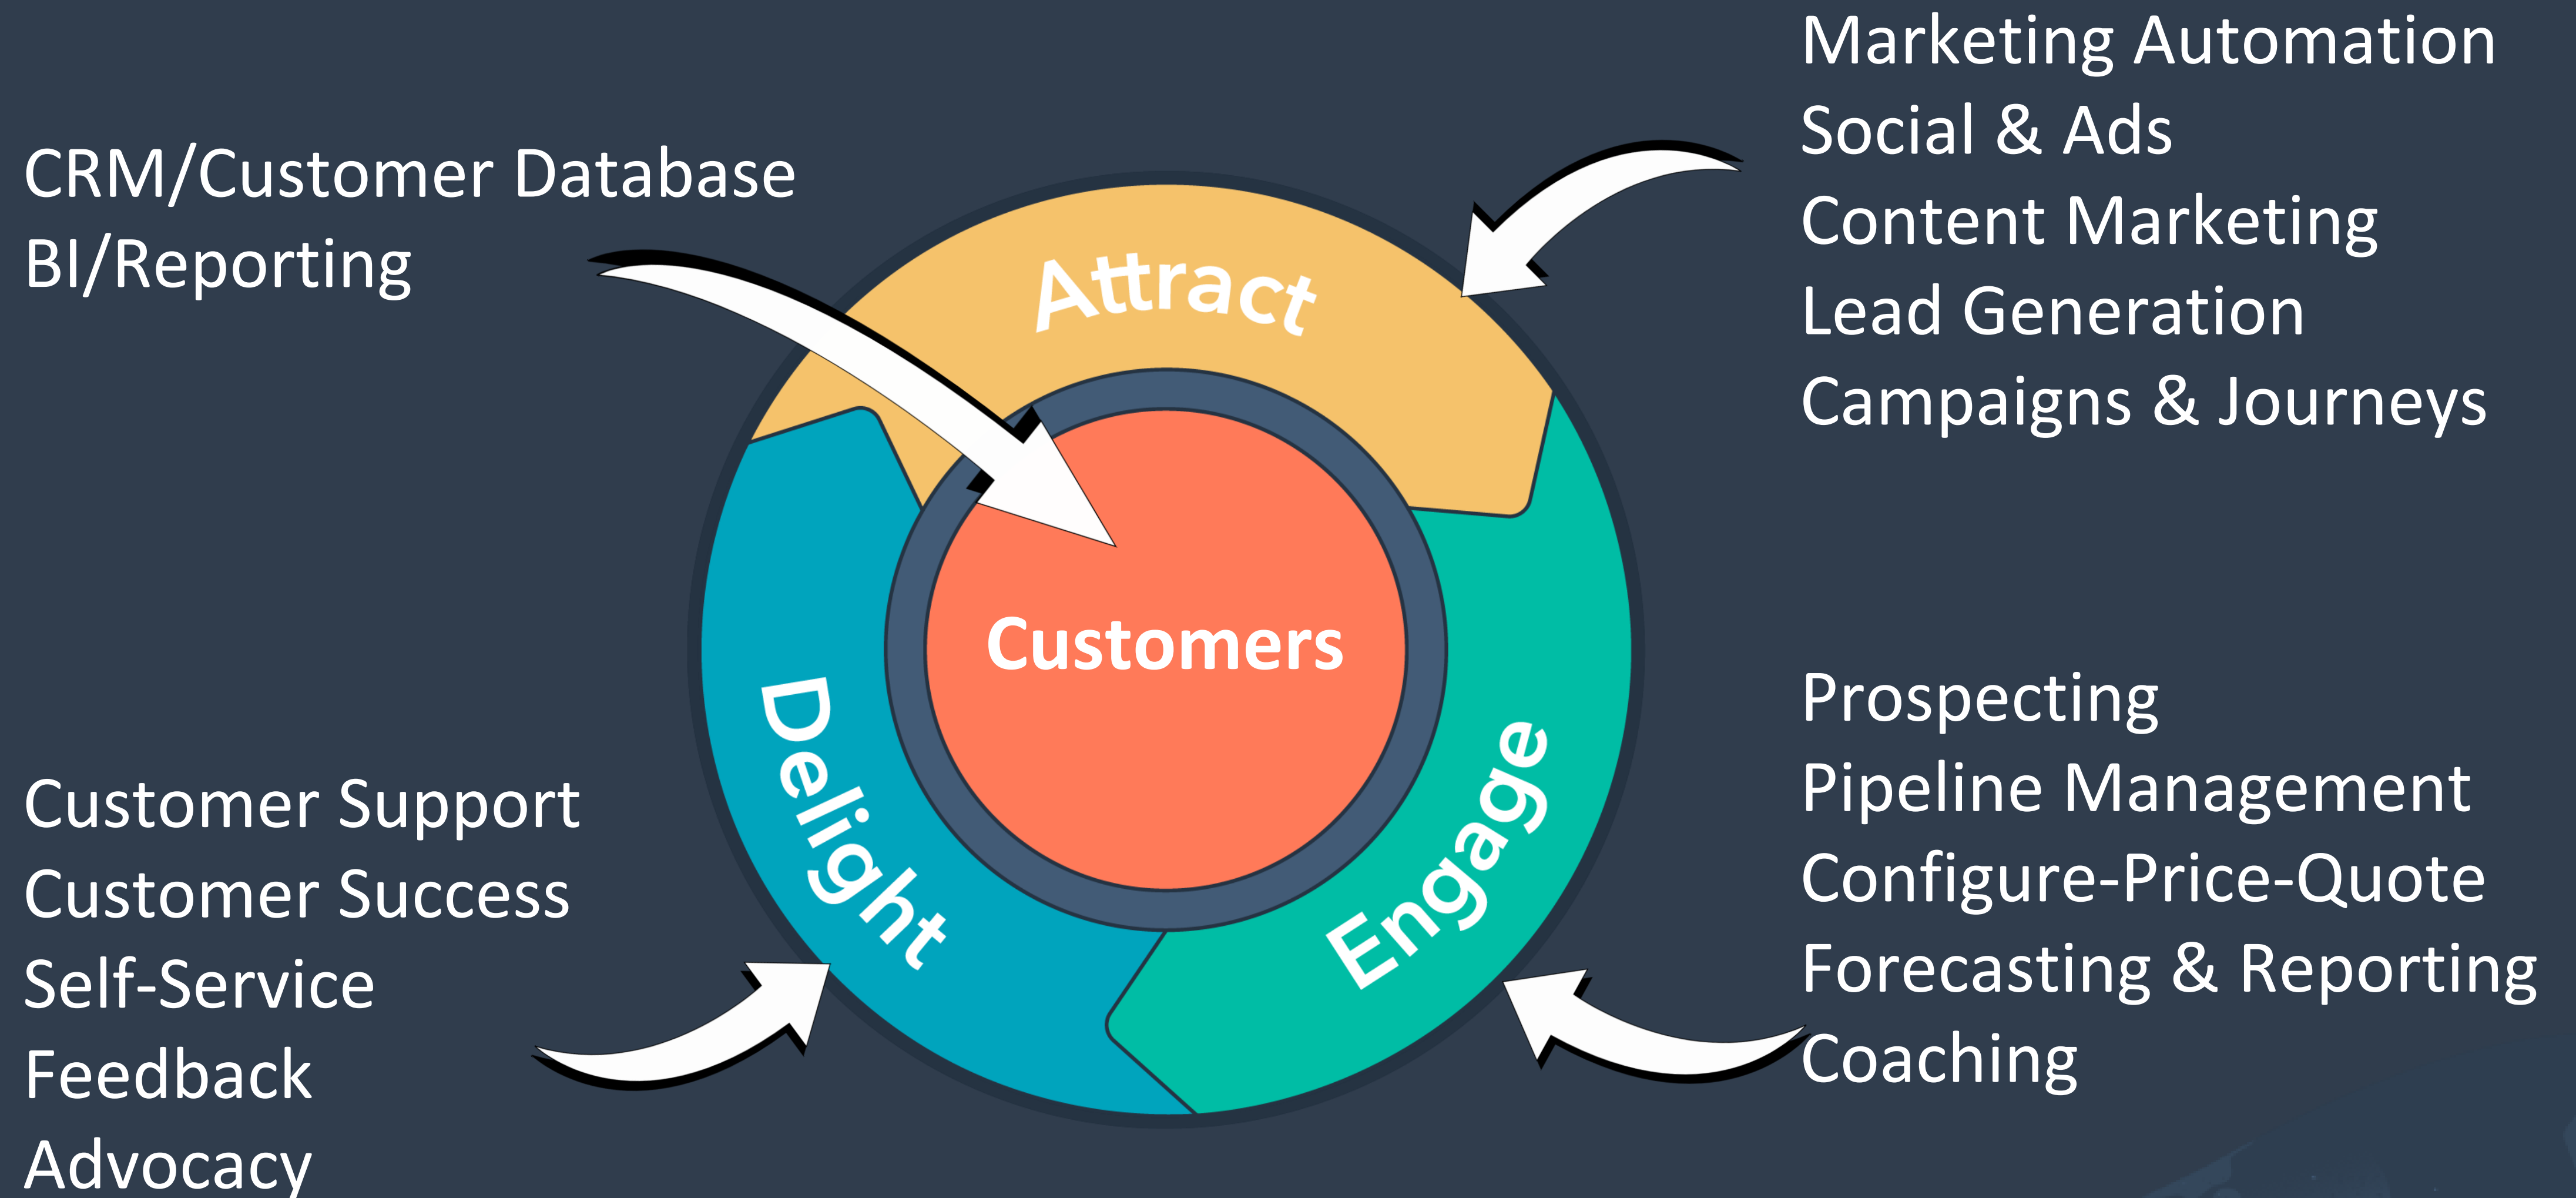 CRM/Customer Database
BI/Reporting
Marketing Automation
Social & Ads
Content Marketing
Lead Generation
Campaigns & Journeys
Attract
Customers
Engage
Delight
Prospecting
Pipeline Management
Configure-Price-Quote
Forecasting & Reporting
Coaching
Customer Support
Customer Success
Self-Service
Feedback
Advocacy